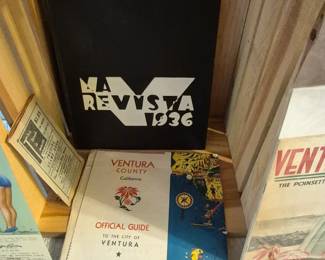 LA
REVISTA
1936
VENTURA
COUNTY
California
OFFICIAL GUIDE
TO THE CITY OF
VENTURA
VENT
THE POINSETT